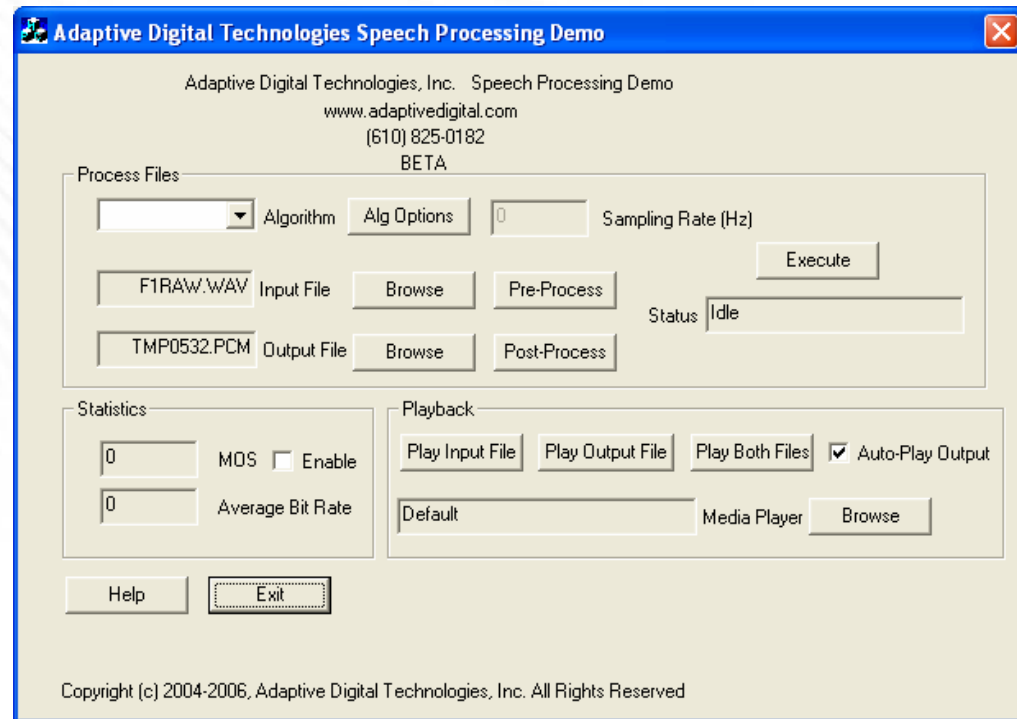 Adaptive Digital Technologies Speech Processing Demo
Adaptive Digital Technologies, Inc. Speech Processing Demo
www.adaptivedigital.com
(610) 825-0182
BETA
Process Files
Algorithm Alg Options 0 Sampling Rate (Hz)
Execute
F1RAW.WAV Input File Browse Pre-Process
Status Idle
TMP0532.PCM Output File Browse Post-Process
Statistics
0 MOS Enable
0 Average Bit Rate
Playback
Play Input File Play Output File Play Both Files Auto-Play Output
Default Media Player Browse
Help Exit
Copyright (c) 2004-2006, Adaptive Digital Technologies, Inc. All Rights Reserved